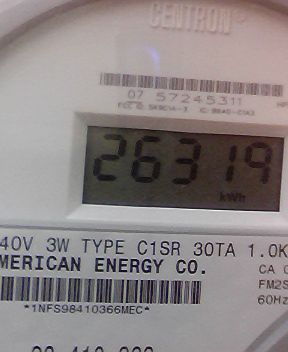 CENTRON®
07 57245311
26319
kWh
40V 3W TYPE C1SR 30TA 1.0K
MERICAN ENERGY CO.
CA
FM2S
60Hz
*1NFS98410366MEC*